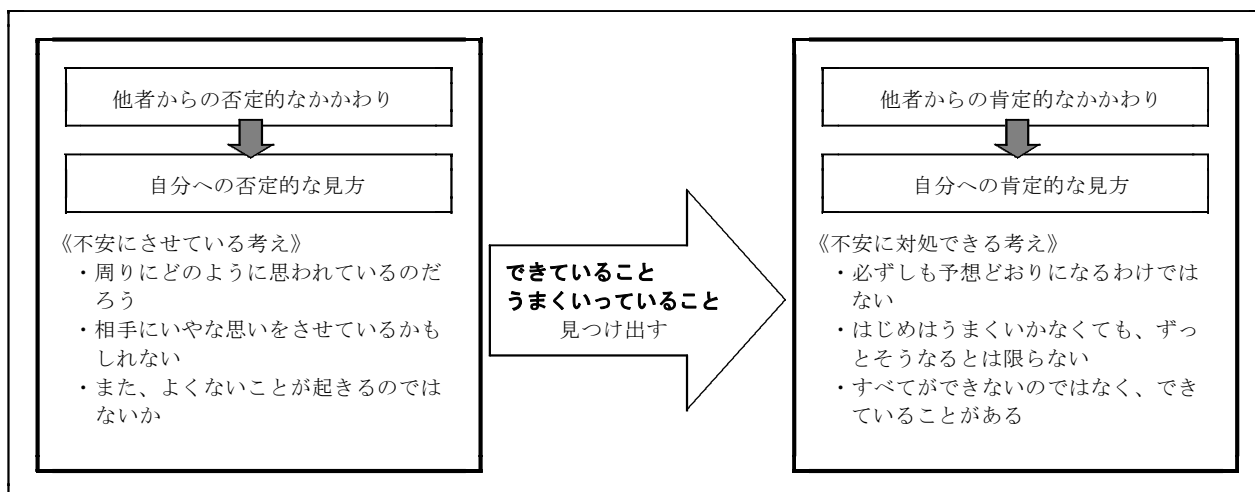 他者からの否定的なかかわり
自分への否定的な見方
《不安にさせている考え》
・周りにどのように思われているのだ
ろう
・相手にいやな思いをさせているかも
しれない
・また、よくないことが起きるのでは
ないか
できていること
うまくいっていること
見つけ出す
他者からの肯定的なかかわり
自分への肯定的な見方
《不安に対処できる考え》
・必ずしも予想どおりになるわけでは
ない
・はじめはうまくいかなくても、ずっ
とそうなるとは限らない
・すべてができないのではなく、でき
ていることがある